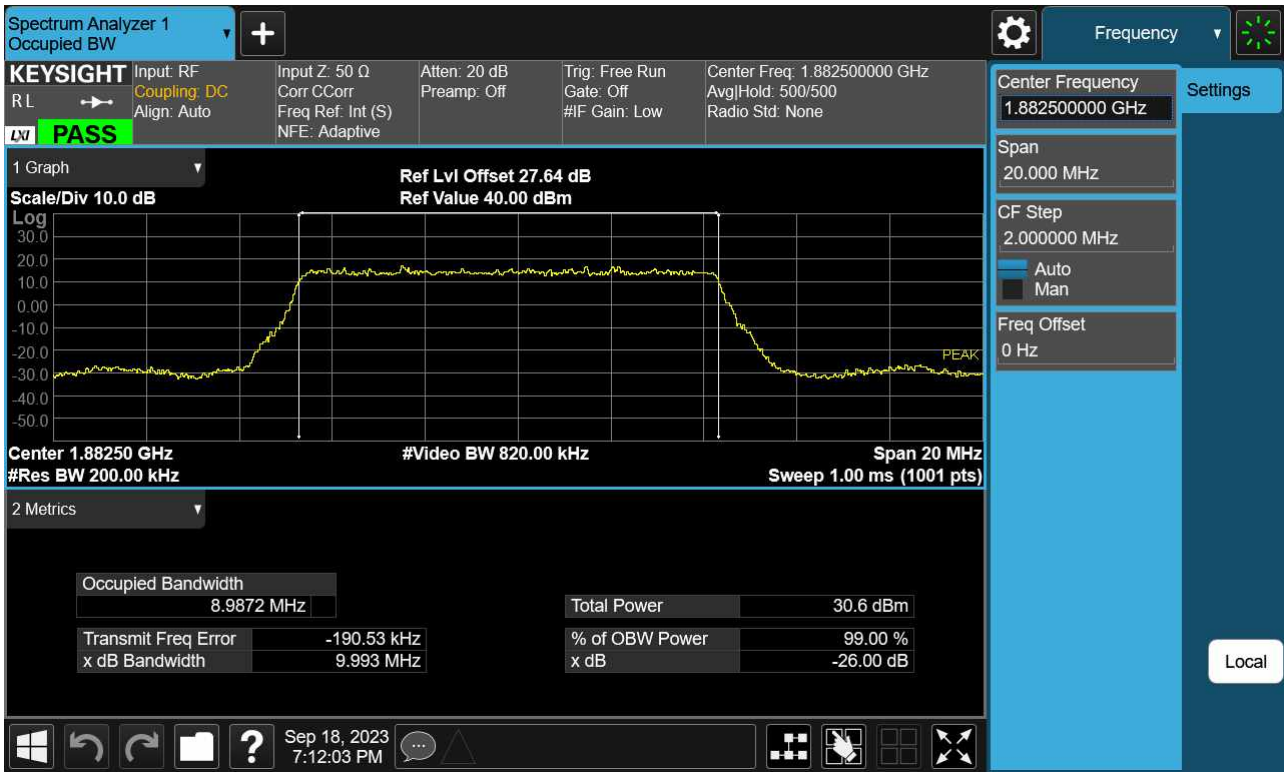 Spectrum Analyzer 1
Occupied BW
Frequency
KEYSIGHT
R L
LXI
PASS
Input: RF
Coupling: DC
Align: Auto
Input Z: 50 Ω
Corr CCorr
Freq Ref: Int (S)
NFE: Adaptive
Atten: 20 dB
Preamp: Off
Trig: Free Run
Gate: Off
#IF Gain: Low
Center Freq: 1.882500000 GHz
Avg|Hold: 500/500
Radio Std: None
Center Frequency
1.882500000 GHz
Settings
Span
20.000 MHz
CF Step
2.000000 MHz
Auto
Man
Freq Offset
0 Hz
Local
1 Graph
Scale/Div 10.0 dB
Ref Lvl Offset 27.64 dB
Ref Value 40.00 dBm
Log
30.0
20.0
10.0
0.00
-10.0
-20.0
-30.0
-40.0
-50.0
PEAK
Center 1.88250 GHz
#Video BW 820.00 kHz
Span 20 MHz
#Res BW 200.00 kHz
Sweep 1.00 ms (1001 pts)
2 Metrics
Occupied Bandwidth
8.9872 MHz
Total Power 30.6 dBm
Transmit Freq Error -190.53 kHz
% of OBW Power 99.00 %
x dB Bandwidth 9.993 MHz
x dB -26.00 dB
?
Sep 18, 2023
7:12:03 PM